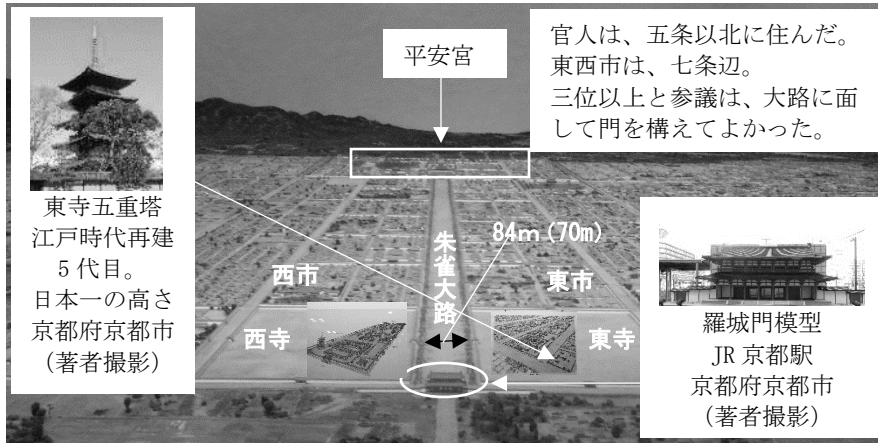 東寺五重塔
江戸時代再建
5代目。
日本一の高さ
京都府京都市
(著者撮影)
平安宮
官人は、五条以北に住んだ。
東西市は、七条辺。
三位以上と参議は、大路に面
して門を構えてよかった。
朱雀大路
84m(70m)
西市
東市
西寺
東寺
羅城門模型
JR京都駅
京都府京都市
(著者撮影)